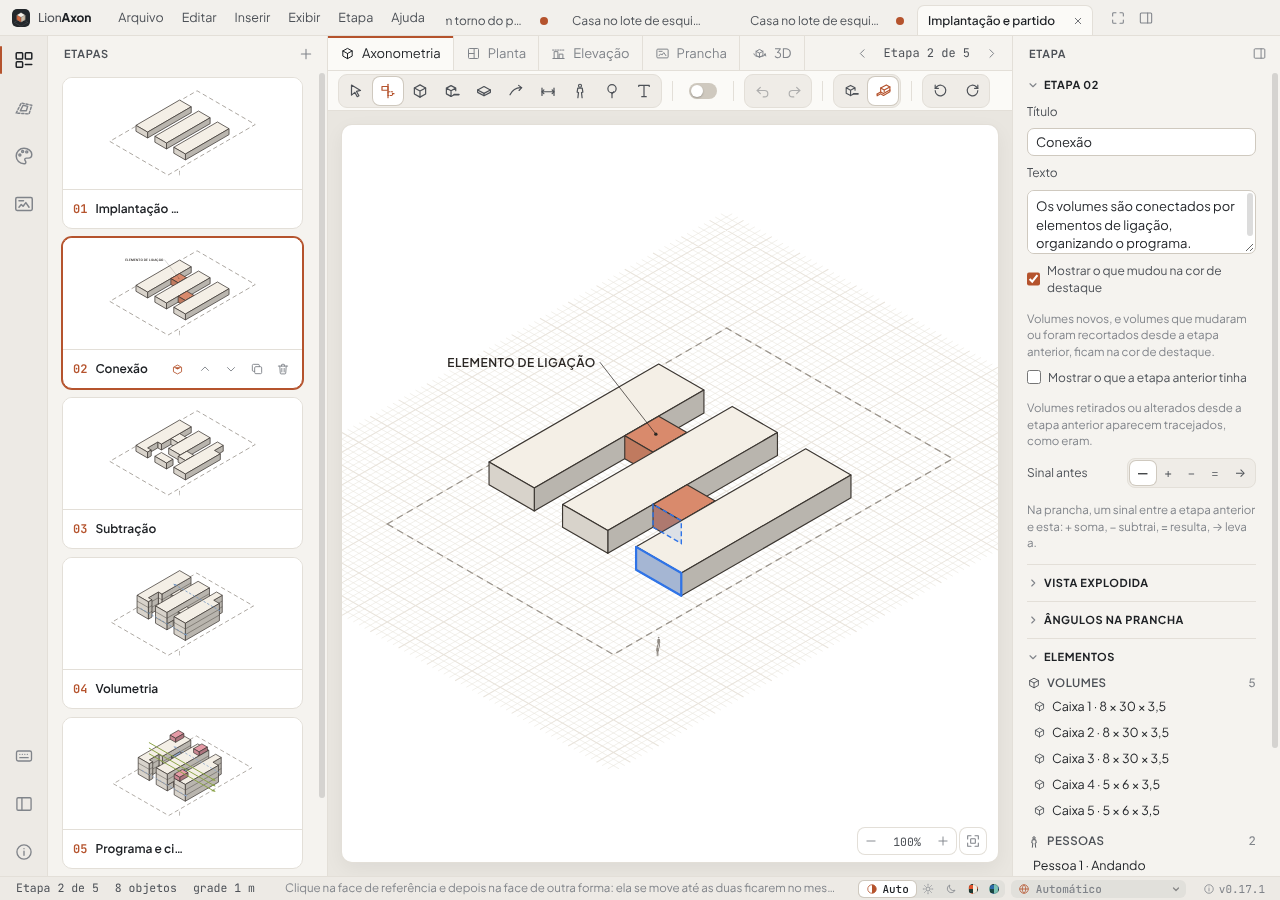 LionAxon
Arquivo Editar Inserir Exibir Etapa Ajuda
n torno do p... Casa no lote de esqui... Casa no lote de esqui... Implantação e partido
ETAPAS
Axonometria Planta Elevação Prancha 3D
Etapa 2 de 5
ETAPA
01 Implantação ...
ELEMENTO DE LIGAÇÃO
02 Conexão
03 Subtração
04 Volumetria
05 Programa e ci...
ELEMENTO DE LIGAÇÃO
100%
ETAPA 02
Título
Conexão
Texto
Os volumes são conectados por
elementos de ligação,
organizando o programa.
Mostrar o que mudou na cor de
destaque
Volumes novos, e volumes que mudaram
ou foram recortados desde a etapa
anterior, ficam na cor de destaque.
Mostrar o que a etapa anterior tinha
Volumes retirados ou alterados desde a
etapa anterior aparecem tracejados,
como eram.
Sinal antes — + − = →
Na prancha, um sinal entre a etapa anterior
e esta: + soma, − subtrai, = resulta, → leva
a.
VISTA EXPLODIDA
ÂNGULOS NA PRANCHA
ELEMENTOS
VOLUMES 5
Caixa 1 · 8 × 30 × 3,5
Caixa 2 · 8 × 30 × 3,5
Caixa 3 · 8 × 30 × 3,5
Caixa 4 · 5 × 6 × 3,5
Caixa 5 · 5 × 6 × 3,5
PESSOAS 2
Pessoa 1 · Andando
Etapa 2 de 5 8 objetos grade 1 m
Clique na face de referência e depois na face de outra forma: ela se move até as duas ficarem no mes...
Auto
Automático
v0.17.1